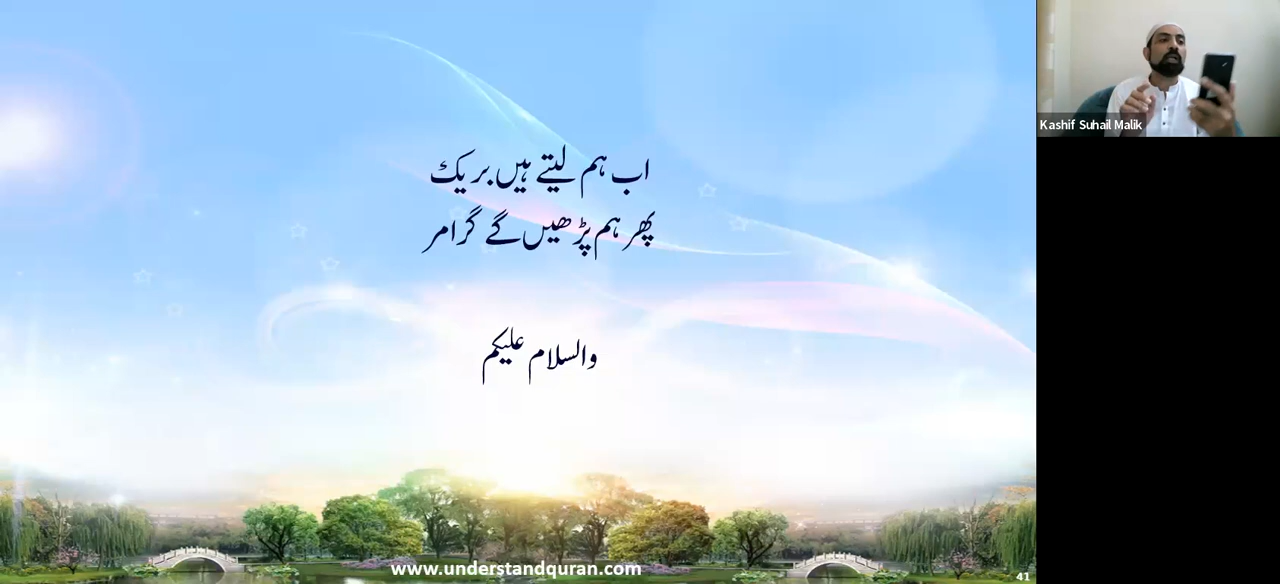 اب ہم لیتے ہیں بریک
پھر ہم پڑھیں گے گرامر
والسلام علیکم
www.understandquran.com
41
Kashif Suhail Malik